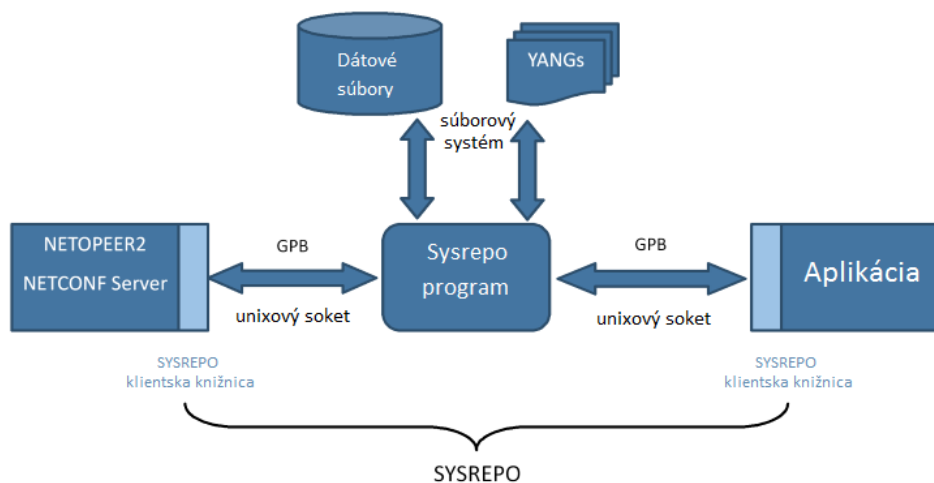 Dátové
súbory
YANGs
súborový
systém
NETOPEER2
NETCONF Server
GPB
unixový soket
Sysrepo
program
GPB
unixový soket
Aplikácia
SYSREPO
klientska knižnica
SYSREPO
klientska knižnica
SYSREPO